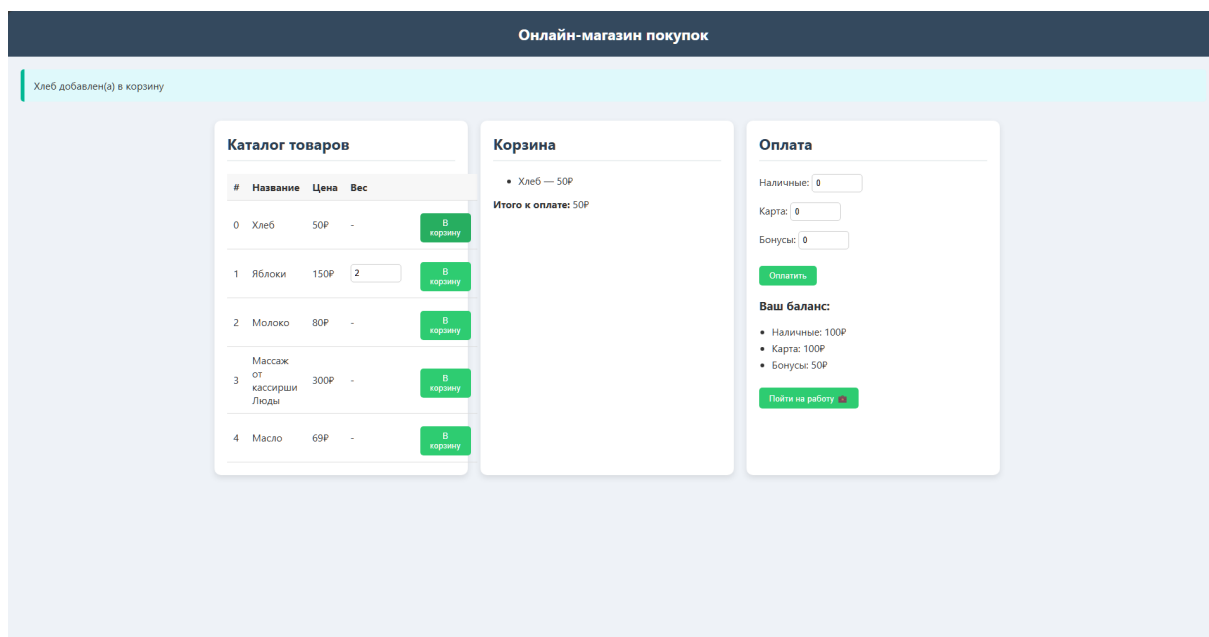 Онлайн-магазин покупок
Хлеб добавлен(а) в корзину
Каталог товаров
# Название Цена Вес
0 Хлеб 50₽ - В корзину
1 Яблоки 150₽ 2 В корзину
2 Молоко 80₽ - В корзину
3 Массаж от кассирши Люды 300₽ - В корзину
4 Масло 69₽ - В корзину
Корзина
• Хлеб — 50₽
Итого к оплате: 50₽
Оплата
Наличные: 0
Карта: 0
Бонусы: 0
Оплатить
Ваш баланс:
• Наличные: 100₽
• Карта: 100₽
• Бонусы: 50₽
Пойти на работу 💼